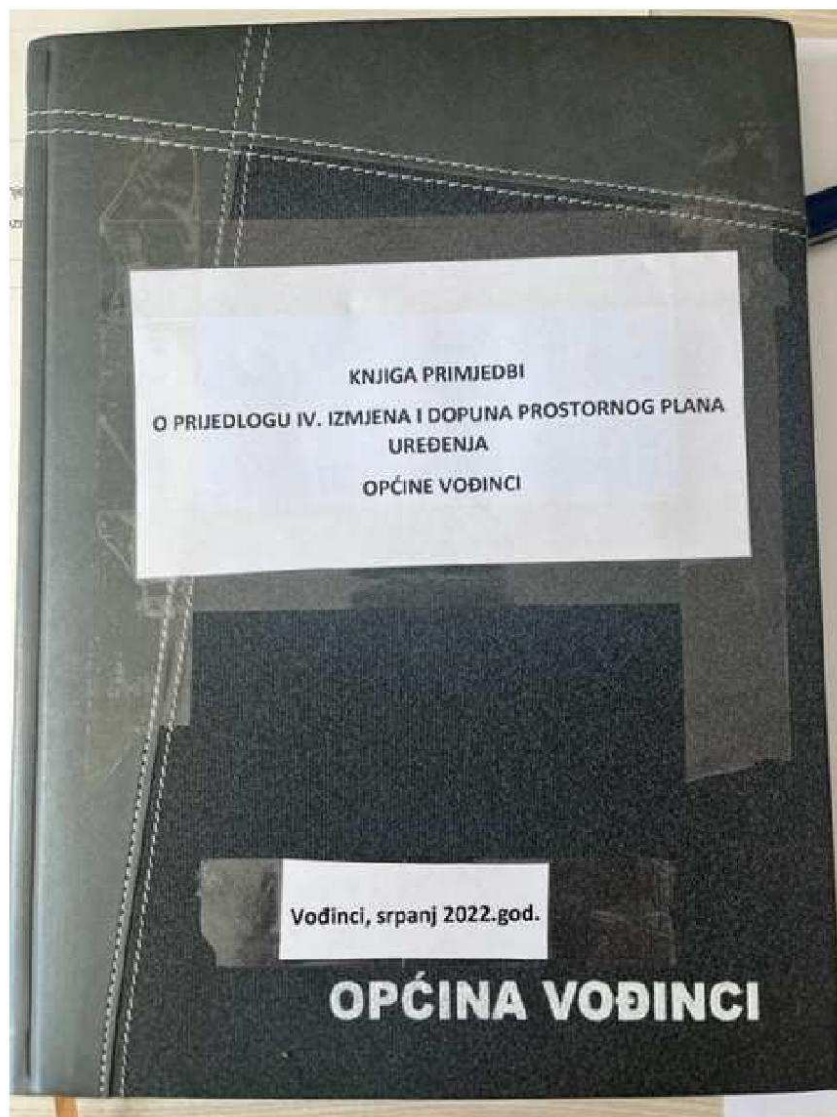 KNJIGA PRIMJEDBI
O PRIJEDLOGU IV. IZMJENA I DOPUNA PROSTORNOG PLANA
UREĐENJA
OPĆINE VOĐINCI
Vođinci, srpanj 2022.god.
OPĆINA VOĐINCI